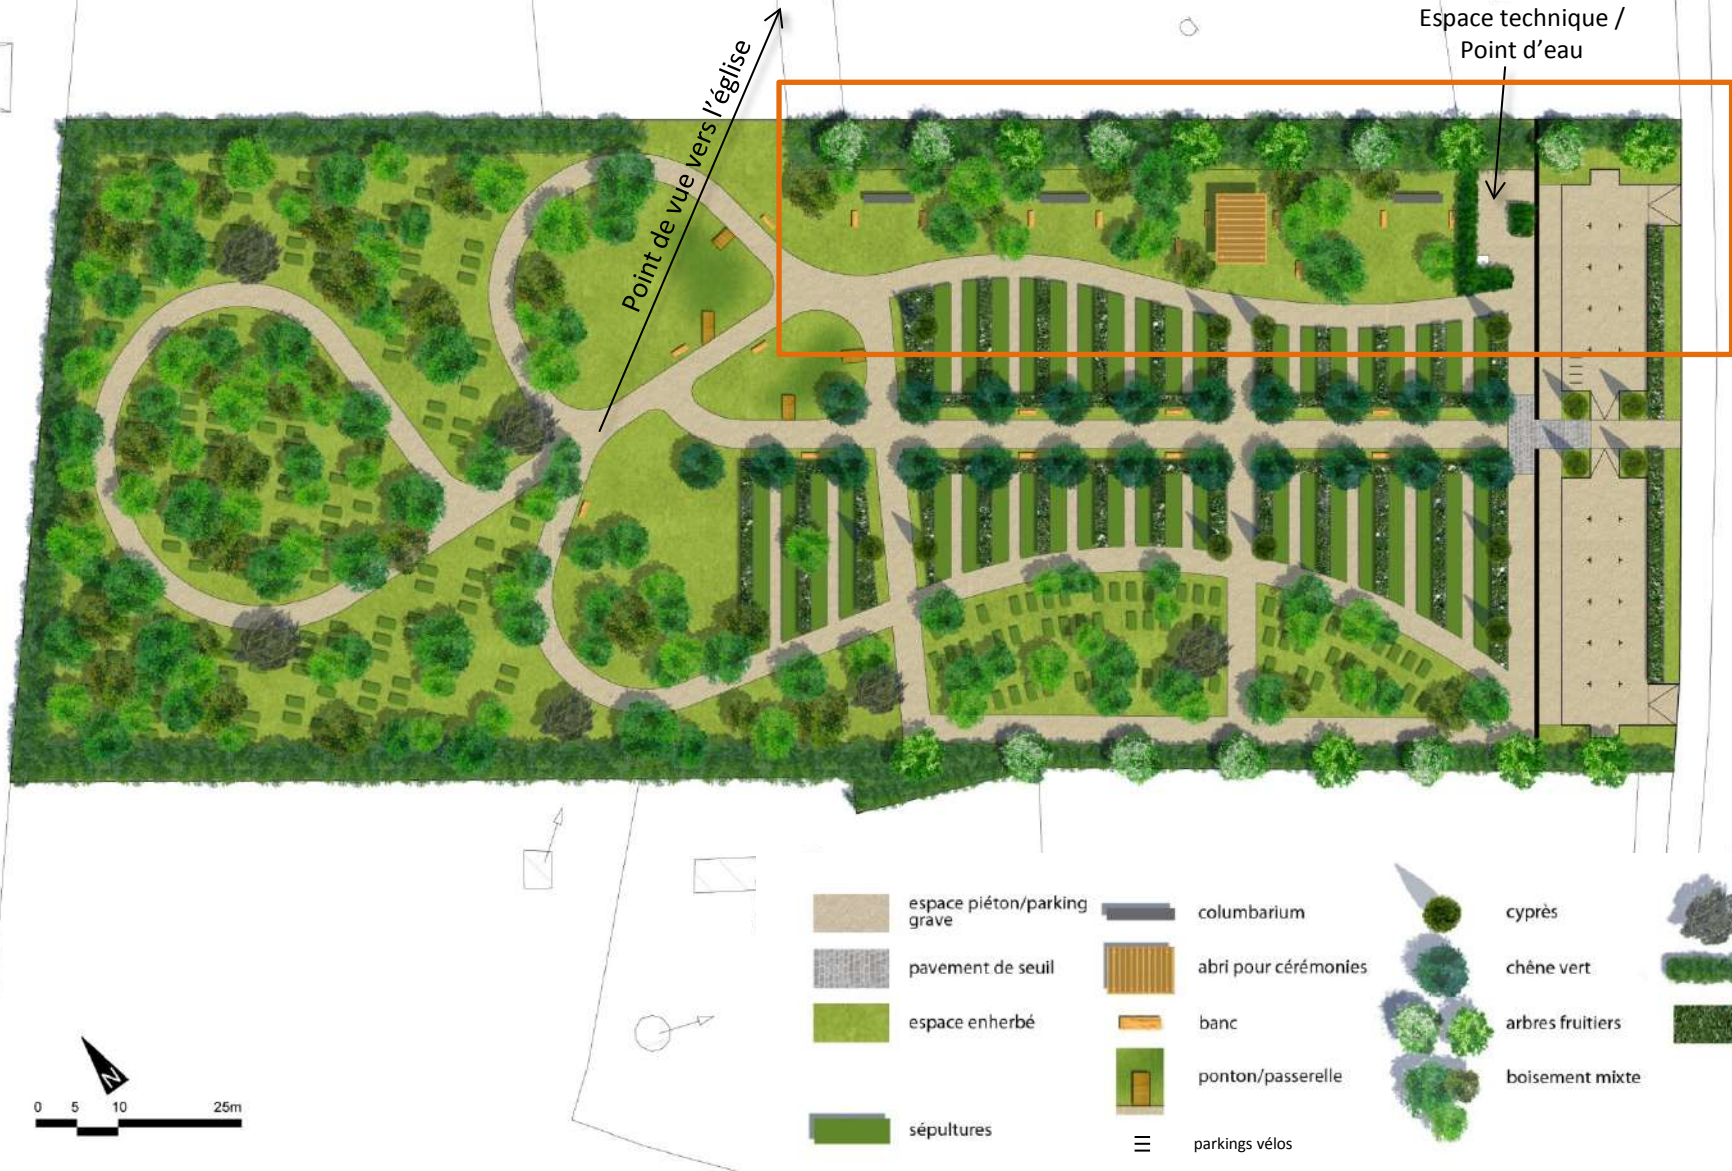 Espace technique /
Point d’eau
Point de vue vers l’église
espace piéton/parking
grave
pavement de seuil
espace enherbé
sépultures
columbarium
abri pour cérémonies
banc
ponton/passerelle
parkings vélos
cyprès
chêne vert
arbres fruitiers
boisement mixte
N
0 5 10 25m